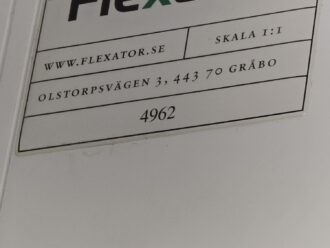 Flexator
WWW.FLEXATOR.SE
SKALA 1:1
OLSTORPSVÄGEN 3, 443 70 GRÅBO
4962